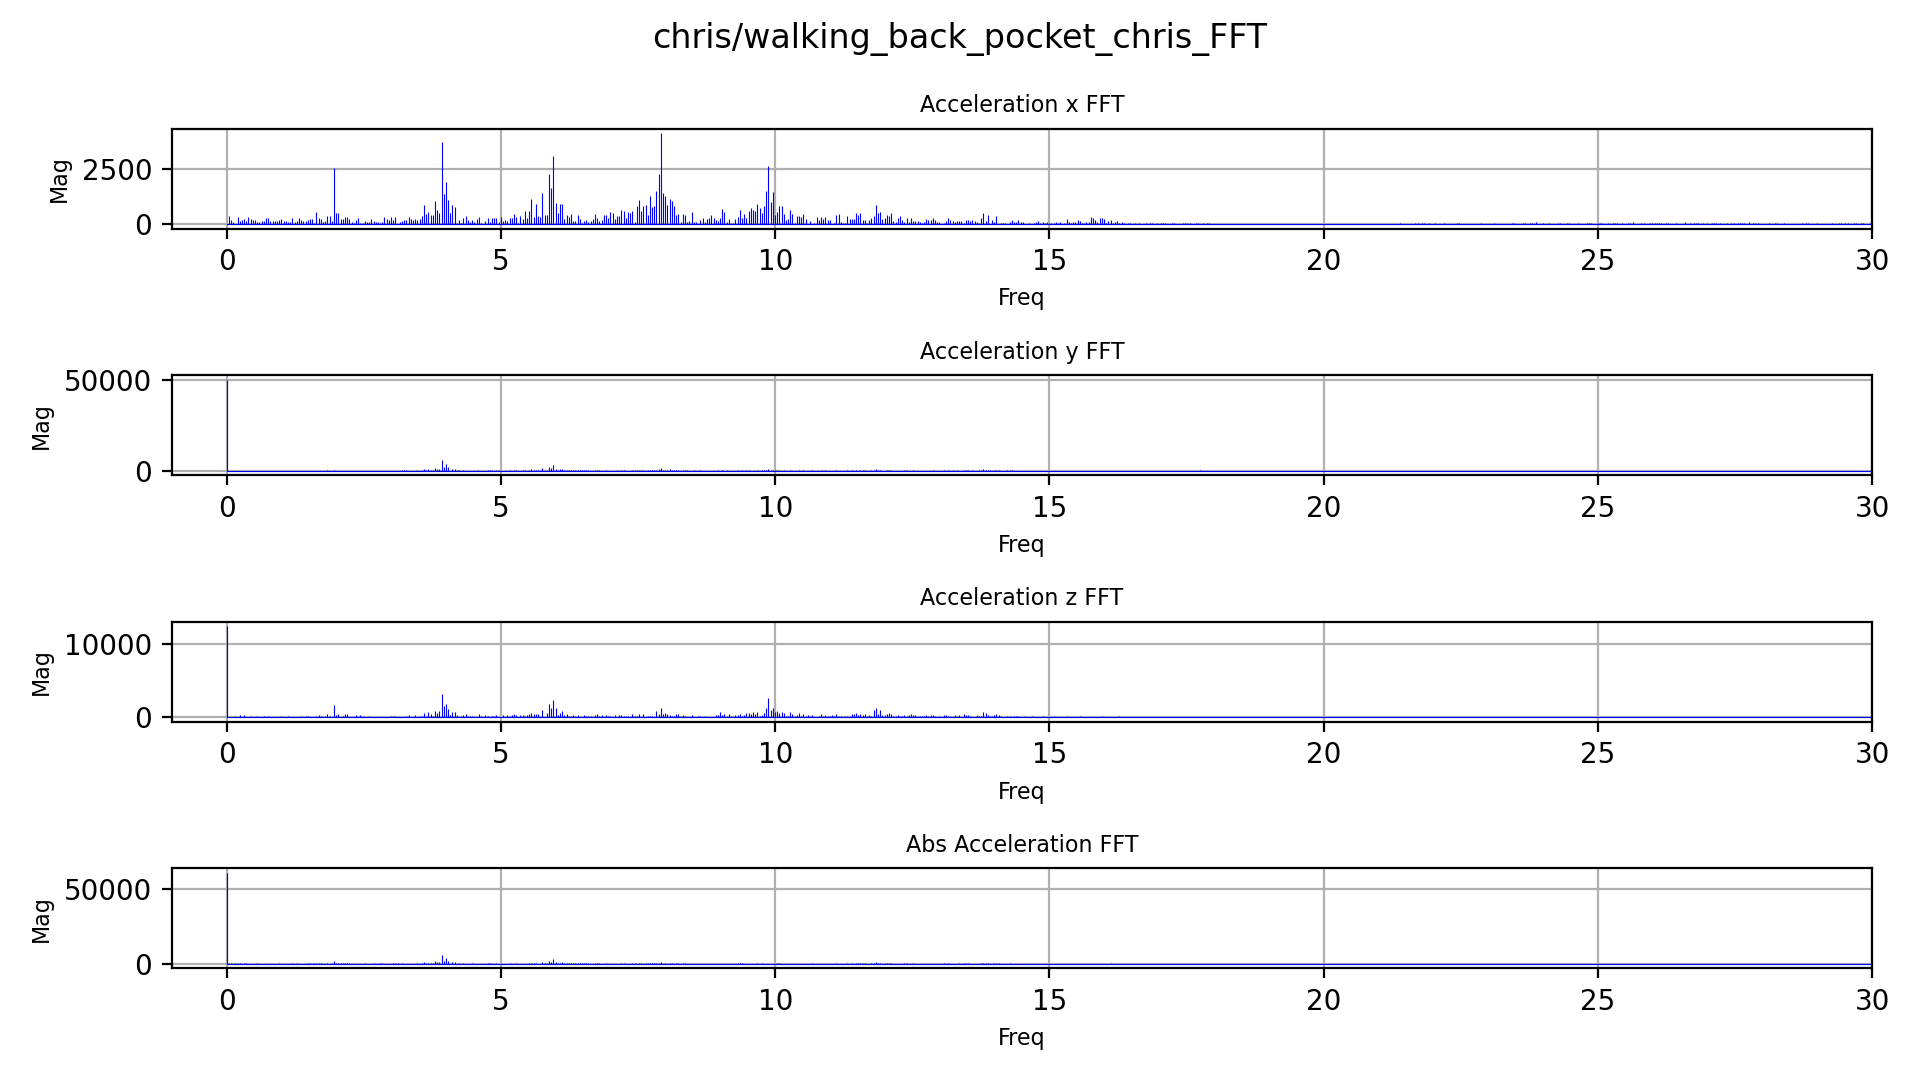 chris/walking_back_pocket_chris_FFT
Acceleration x FFT
Mag
2500
0
0 5 10 15 20 25 30
Freq
Acceleration y FFT
Mag
50000
0
0 5 10 15 20 25 30
Freq
Acceleration z FFT
Mag
10000
0
0 5 10 15 20 25 30
Freq
Abs Acceleration FFT
Mag
50000
0
0 5 10 15 20 25 30
Freq